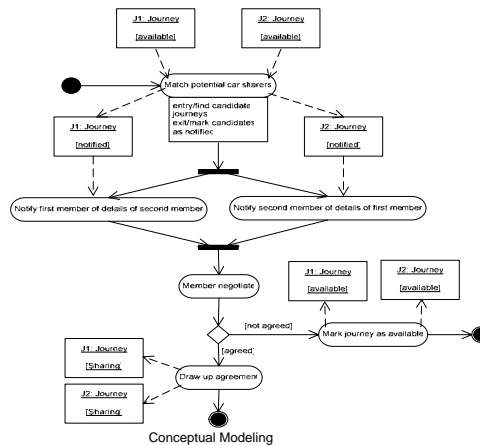 J1: Journey
[available]
J2: Journey
[available]
Match potential car sharers
entry/find candidate
journeys
exit/mark candidates
as notified
J1: Journey
[notified]
J2: Journey
[notified]
Notify first member of details of second member
Notify second member of details of first member
Member negotiate
J1: Journey
[available]
J2: Journey
[available]
[not agreed]
Mark journey as available
[agreed]
J1: Journey
[Sharing]
J2: Journey
[Sharing]
Draw up agreement
Conceptual Modeling